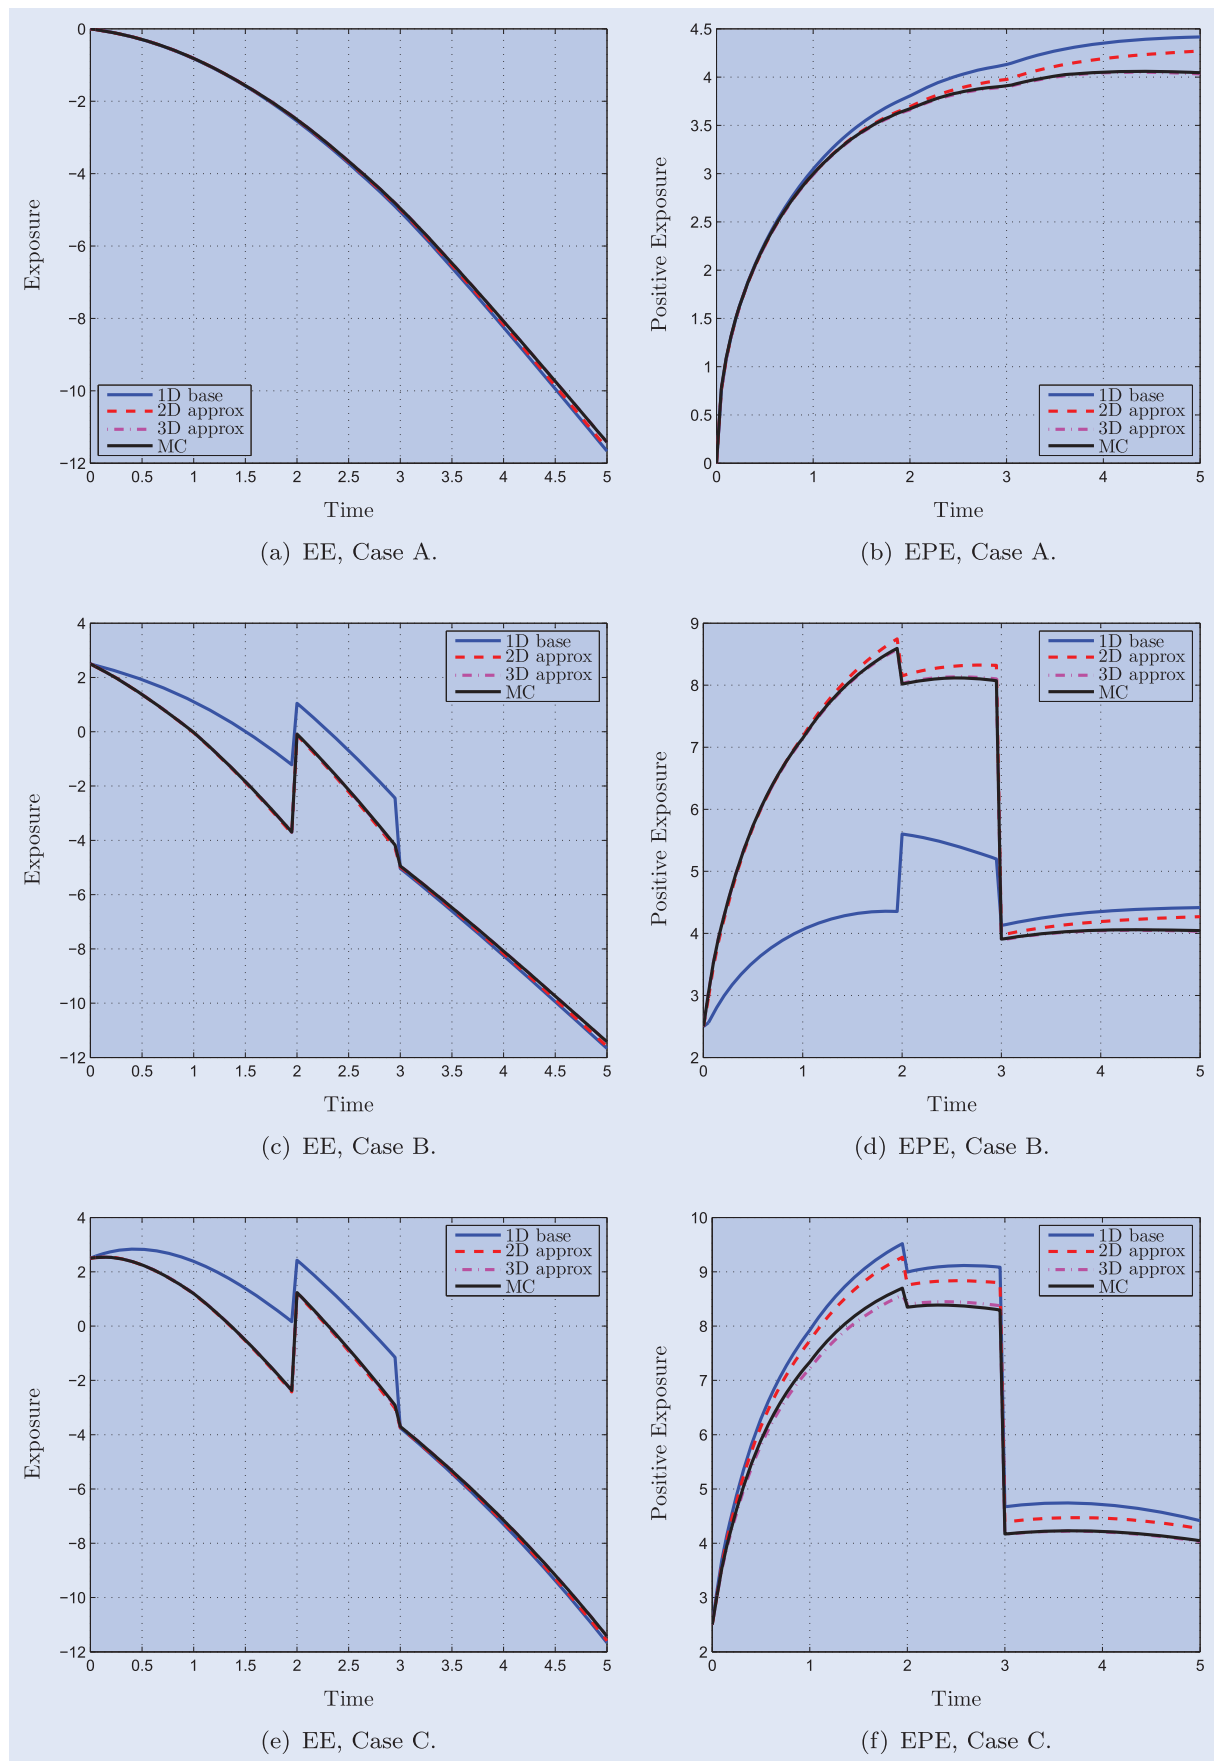 0
−2
−4
−6
−8
−10
−12
Exposure
1D base
2D approx
3D approx
MC
0 0.5 1 1.5 2 2.5 3 3.5 4 4.5 5
Time
(a) EE, Case A.
4.5
4
3.5
3
2.5
2
1.5
1
0.5
0
Positive Exposure
1D base
2D approx
3D approx
MC
0 1 2 3 4 5
Time
(b) EPE, Case A.
4
2
0
−2
−4
−6
−8
−10
−12
Exposure
1D base
2D approx
3D approx
MC
0 0.5 1 1.5 2 2.5 3 3.5 4 4.5 5
Time
(c) EE, Case B.
9
8
7
6
5
4
3
2
Positive Exposure
1D base
2D approx
3D approx
MC
0 1 2 3 4 5
Time
(d) EPE, Case B.
4
2
0
−2
−4
−6
−8
−10
−12
Exposure
1D base
2D approx
3D approx
MC
0 0.5 1 1.5 2 2.5 3 3.5 4 4.5 5
Time
(e) EE, Case C.
10
9
8
7
6
5
4
3
2
Positive Exposure
1D base
2D approx
3D approx
MC
0 1 2 3 4 5
Time
(f) EPE, Case C.